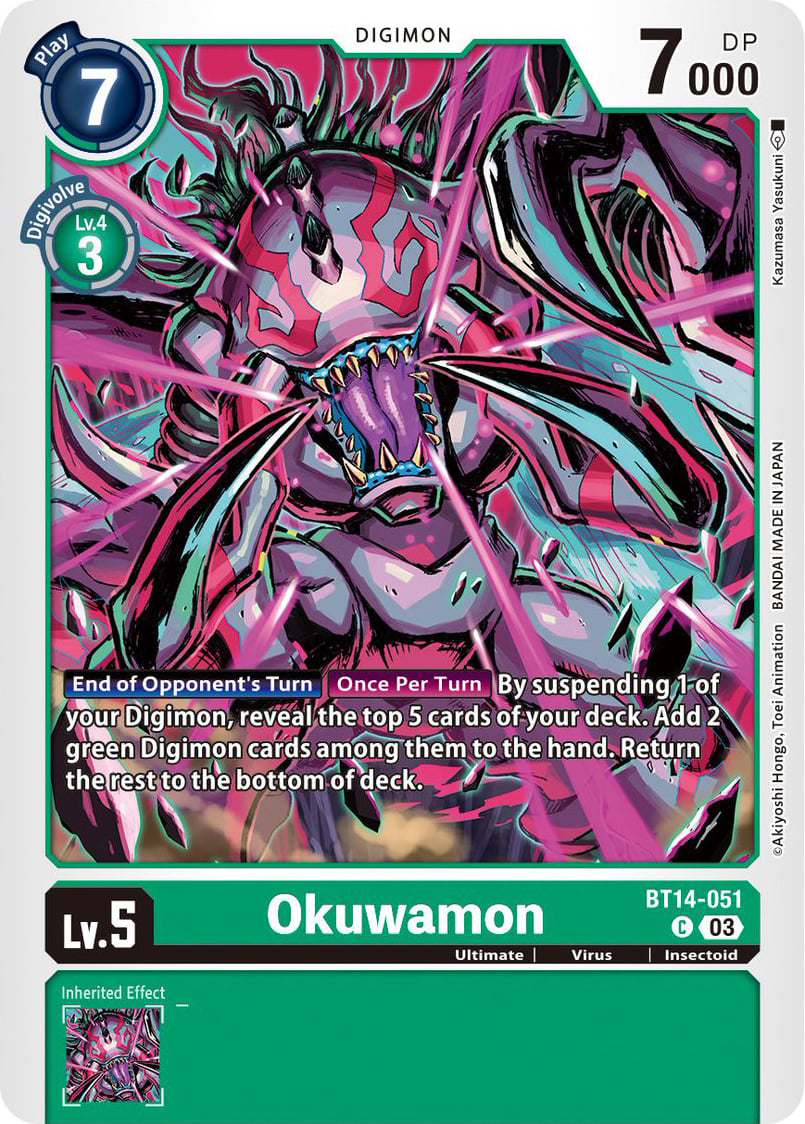 DIGIMON
Play
7
7000
DP
Digivolve
Lv.4
3
Kazumasa Yasukuni
©Akiyoshi Hongo, Toei Animation BANDAI MADE IN JAPAN
End of Opponent's Turn Once Per Turn By suspending 1 of
your Digimon, reveal the top 5 cards of your deck. Add 2
green Digimon cards among them to the hand. Return
the rest to the bottom of deck.
Lv.5
Okuwamon
BT14-051
C 03
Ultimate | Virus | Insectoid
Inherited Effect –